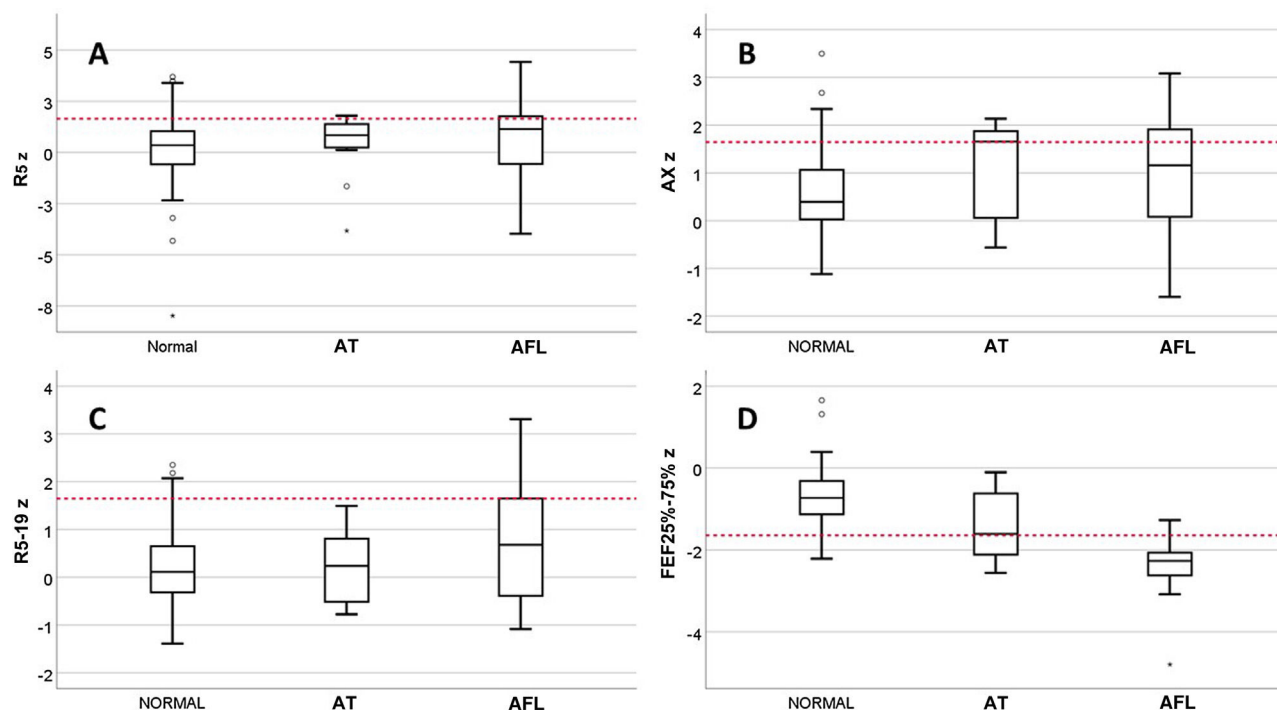 A
5
3
0
-3
-5
-8
R5 z
Normal
AT
AFL
B
4
3
2
1
0
-1
-2
AX z
NORMAL
AT
AFL
C
4
3
2
1
0
-1
-2
R5-19 z
NORMAL
AT
AFL
D
2
0
-2
-4
FEF25%-75% z
NORMAL
AT
AFL